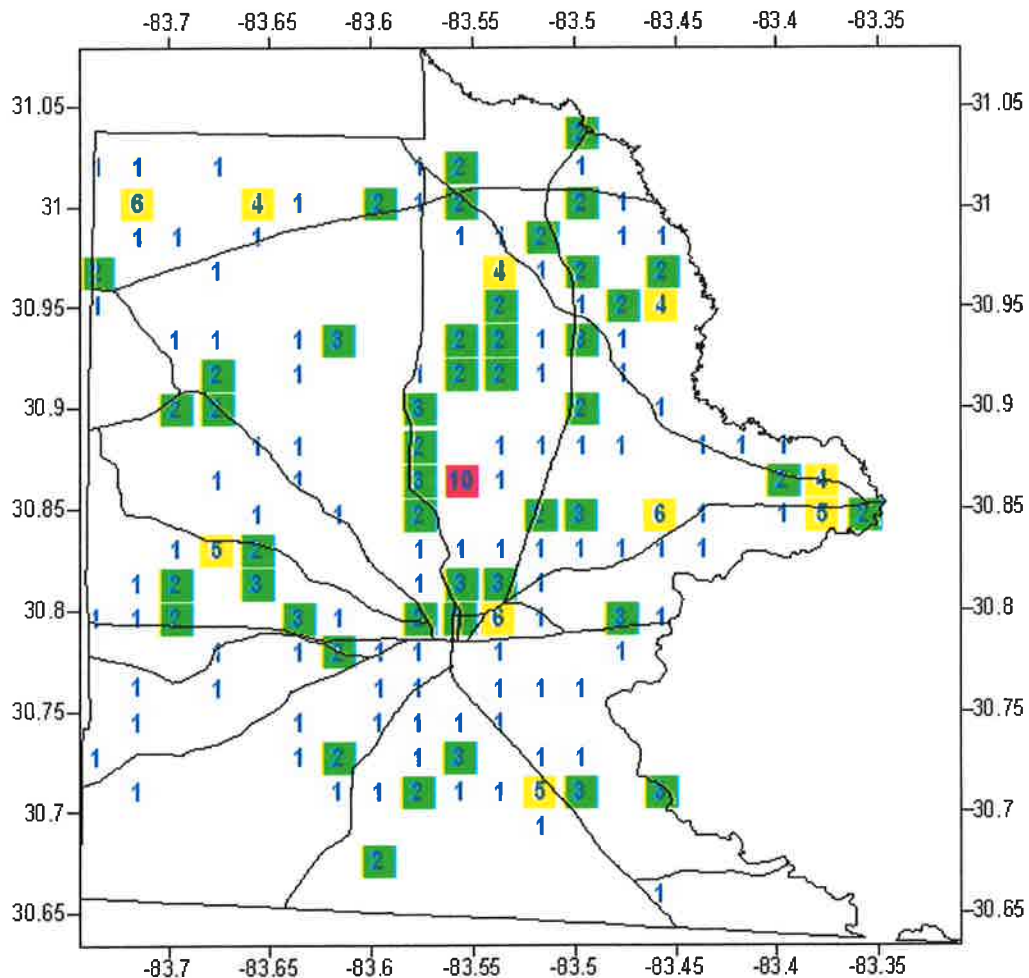 -83.7 -83.65 -83.6 -83.55 -83.5 -83.45 -83.4 -83.35
31.05 31.05
2
1 1 1 1 2 1
31 6 4 1 2 1 2 2 1 31
1 1 1 1 1 2 1 1
2 1 4 1 2 2
30.95 1 2 1 2 4 30.95
1 1 1 3 2 2 1 3 1
2 1 1 2 2 1 1
30.9 2 2 3 2 1 30.9
1 1 2 1 1 1 1 1 1 1
1 1 3 10 1 2 4
30.85 1 1 2 2 3 6 1 1 5 2 30.85
1 5 2 1 1 1 1 1 1 1 1
1 2 3 1 3 3 1
30.8 1 1 2 3 1 2 6 1 3 1 30.8
1 1 2 1 1 1 1
1 1 1 1 1 1 1
30.75 30.75
1 1 1 1 1 1
1 1 2 1 3 1 1
1 1 1 2 1 1 5 3 3
30.7 30.7
1
2
1
30.65 30.65
-83.7 -83.65 -83.6 -83.55 -83.5 -83.45 -83.4 -83.35